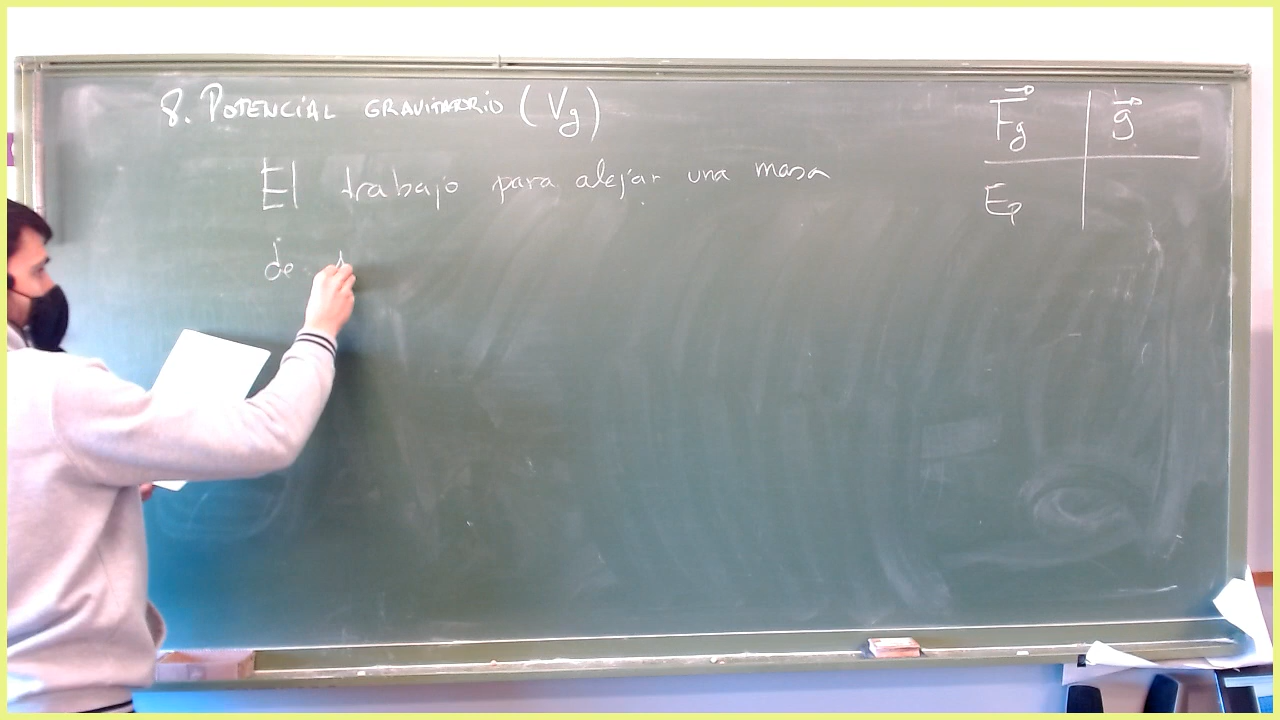 8. POTENCIAL GRAVITATORIO (Vg)
El trabajo para alejar una masa
de
Fg g
Ep